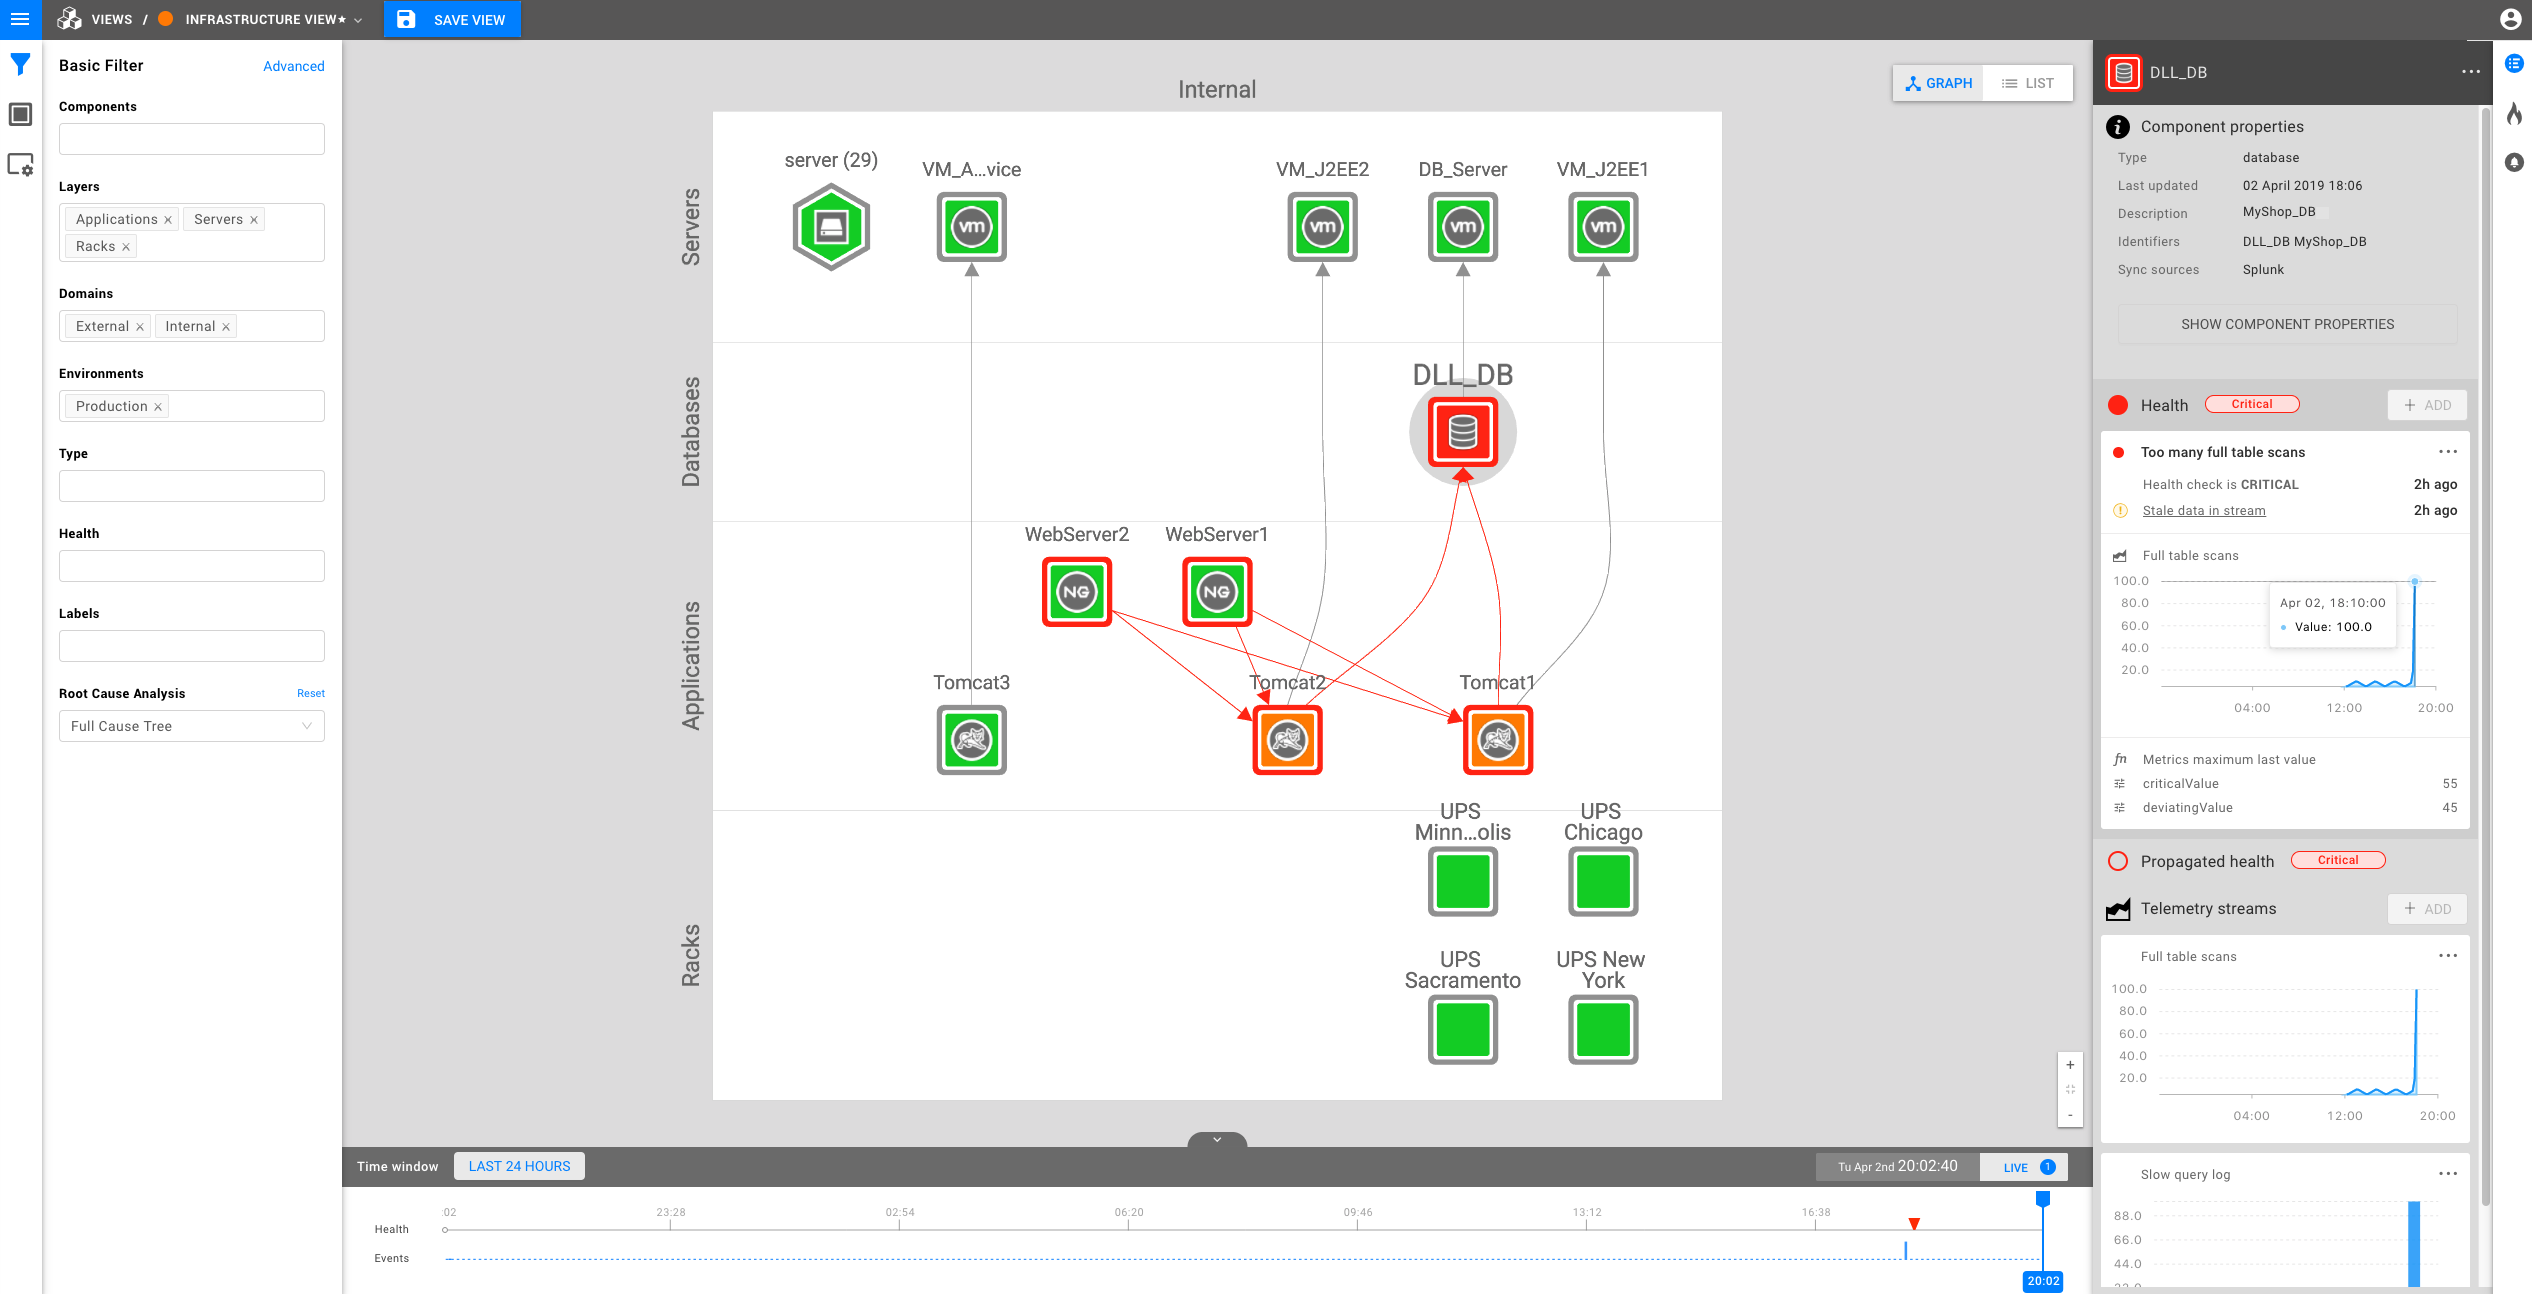 VIEWS / INFRASTRUCTURE VIEW★
SAVE VIEW
Basic Filter Advanced
Components
Layers
Applications × Servers ×
Racks ×
Domains
External × Internal ×
Environments
Production ×
Type
Health
Labels
Root Cause Analysis Reset
Full Cause Tree
Internal
GRAPH LIST
Servers
server (29)
VM_A...vice
VM_J2EE2
DB_Server
VM_J2EE1
vm
vm
vm
vm
Databases
DLL_DB
Applications
WebServer2
WebServer1
NG
NG
Tomcat3
Tomcat2
Tomcat1
Racks
UPS
Minn...olis
UPS
Chicago
UPS
Sacramento
UPS New
York
+
-
Time window LAST 24 HOURS
Tu Apr 2nd 20:02:40 LIVE 1
:02 23:28 02:54 06:20 09:46 13:12 16:38
Health
Events
20:02
DLL_DB
Component properties
Type database
Last updated 02 April 2019 18:06
Description MyShop_DB
Identifiers DLL_DB MyShop_DB
Sync sources Splunk
SHOW COMPONENT PROPERTIES
Health Critical + ADD
Too many full table scans
Health check is CRITICAL 2h ago
Stale data in stream 2h ago
Full table scans
100.0
80.0
60.0
40.0
20.0
Apr 02, 18:10:00
Value: 100.0
04:00 12:00 20:00
fn Metrics maximum last value
criticalValue 55
deviatingValue 45
Propagated health Critical
Telemetry streams + ADD
Full table scans
100.0
80.0
60.0
40.0
20.0
04:00 12:00 20:00
Slow query log
88.0
66.0
44.0